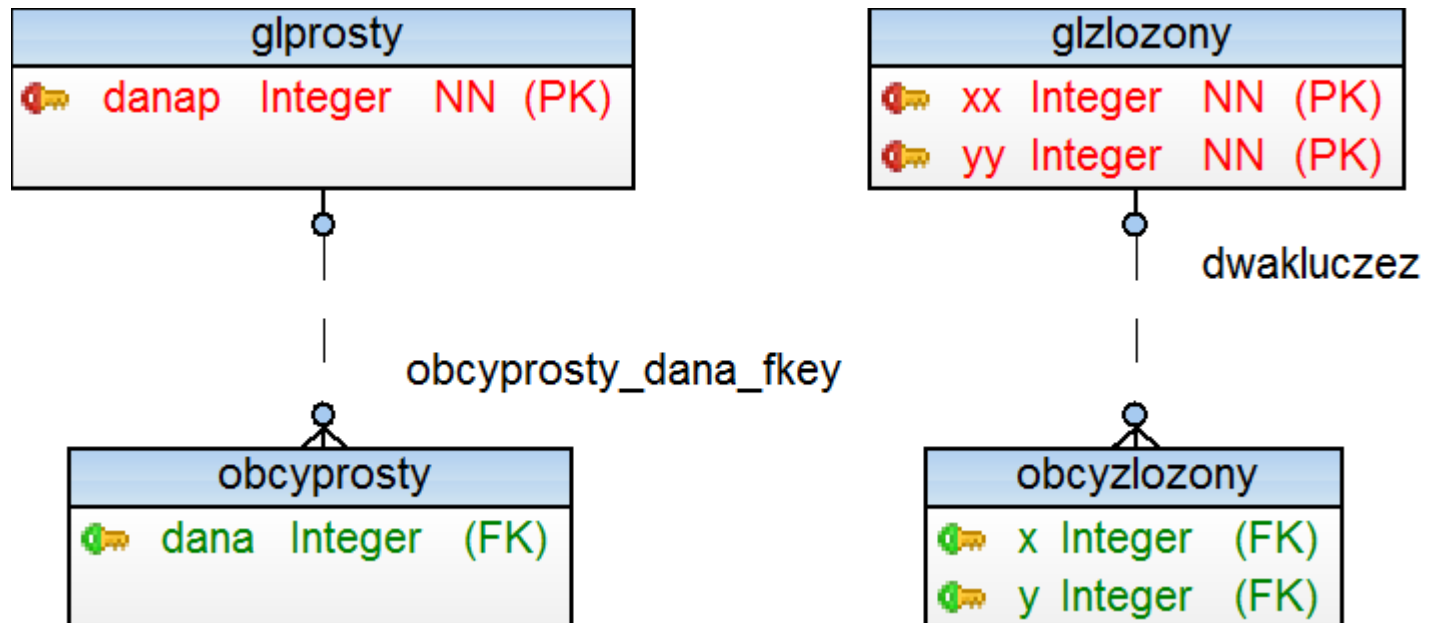 glprosty
danap Integer NN (PK)
glzlozony
xx Integer NN (PK)
yy Integer NN (PK)
obcyprosty_dana_fkey
dwakluczez
obcyprosty
dana Integer (FK)
obcyzlozony
x Integer (FK)
y Integer (FK)